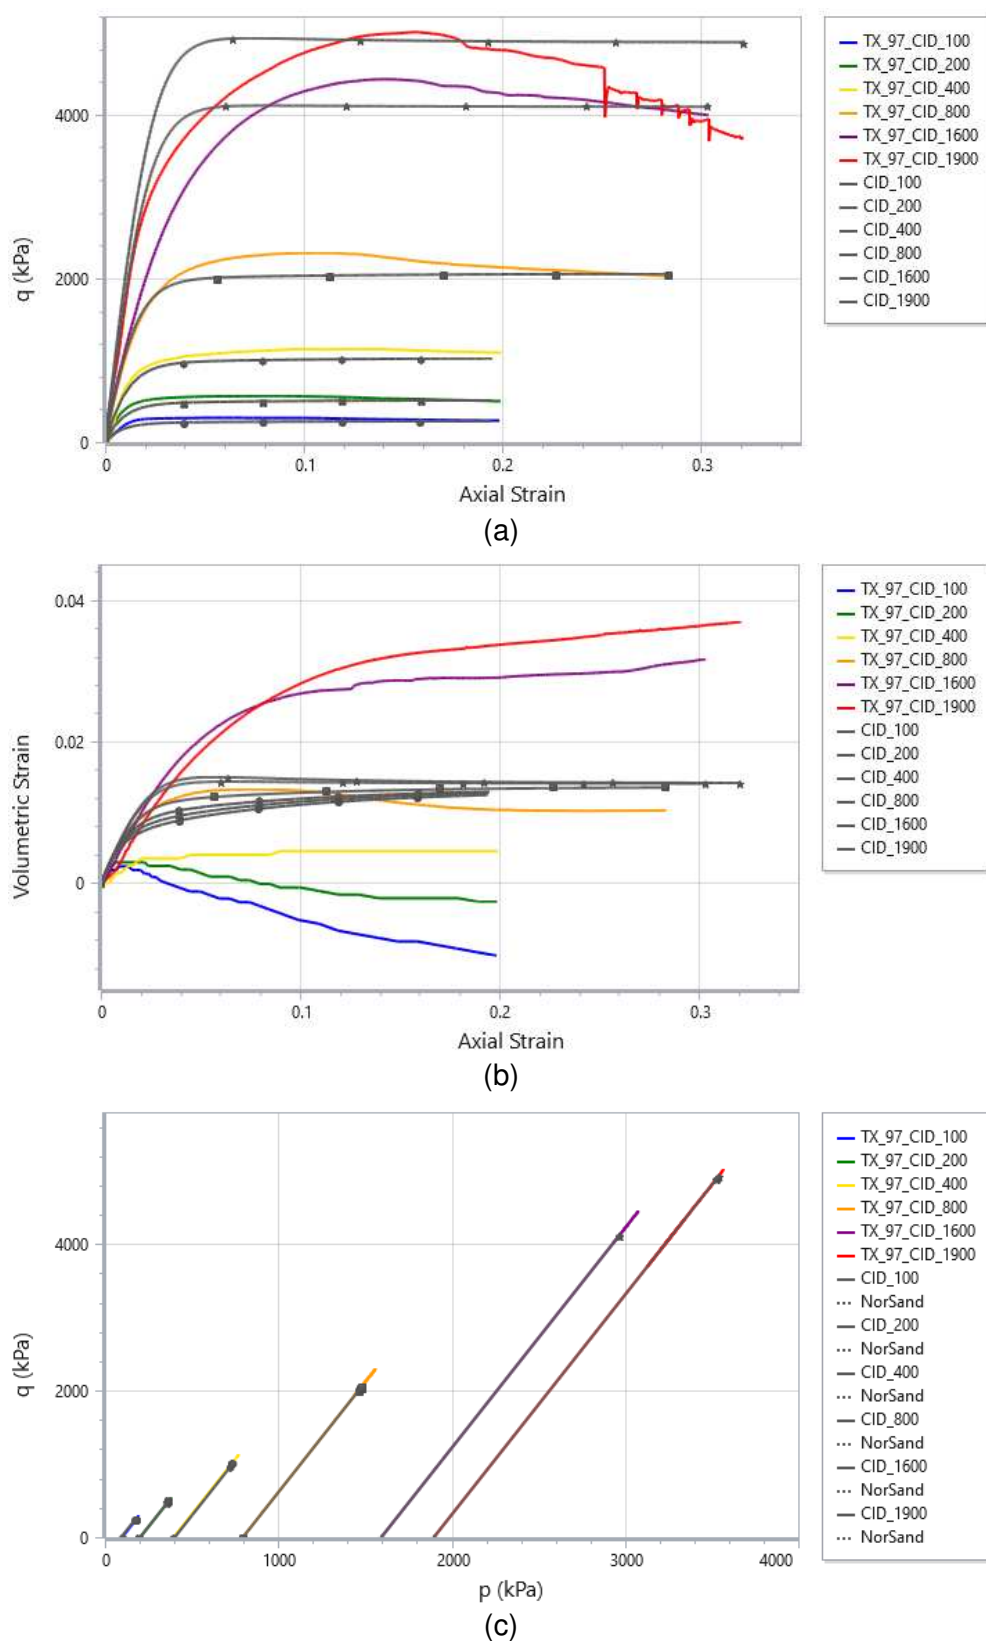 4000
2000
0
q (kPa)
0
0.1
0.2
0.3
Axial Strain
TX_97_CID_100
TX_97_CID_200
TX_97_CID_400
TX_97_CID_800
TX_97_CID_1600
TX_97_CID_1900
CID_100
CID_200
CID_400
CID_800
CID_1600
CID_1900
(a)
0.04
0.02
0
Volumetric Strain
0
0.1
0.2
0.3
Axial Strain
TX_97_CID_100
TX_97_CID_200
TX_97_CID_400
TX_97_CID_800
TX_97_CID_1600
TX_97_CID_1900
CID_100
CID_200
CID_400
CID_800
CID_1600
CID_1900
(b)
4000
2000
0
q (kPa)
0
1000
2000
3000
4000
p (kPa)
TX_97_CID_100
TX_97_CID_200
TX_97_CID_400
TX_97_CID_800
TX_97_CID_1600
TX_97_CID_1900
CID_100
NorSand
CID_200
NorSand
CID_400
NorSand
CID_800
NorSand
CID_1600
NorSand
CID_1900
NorSand
(c)